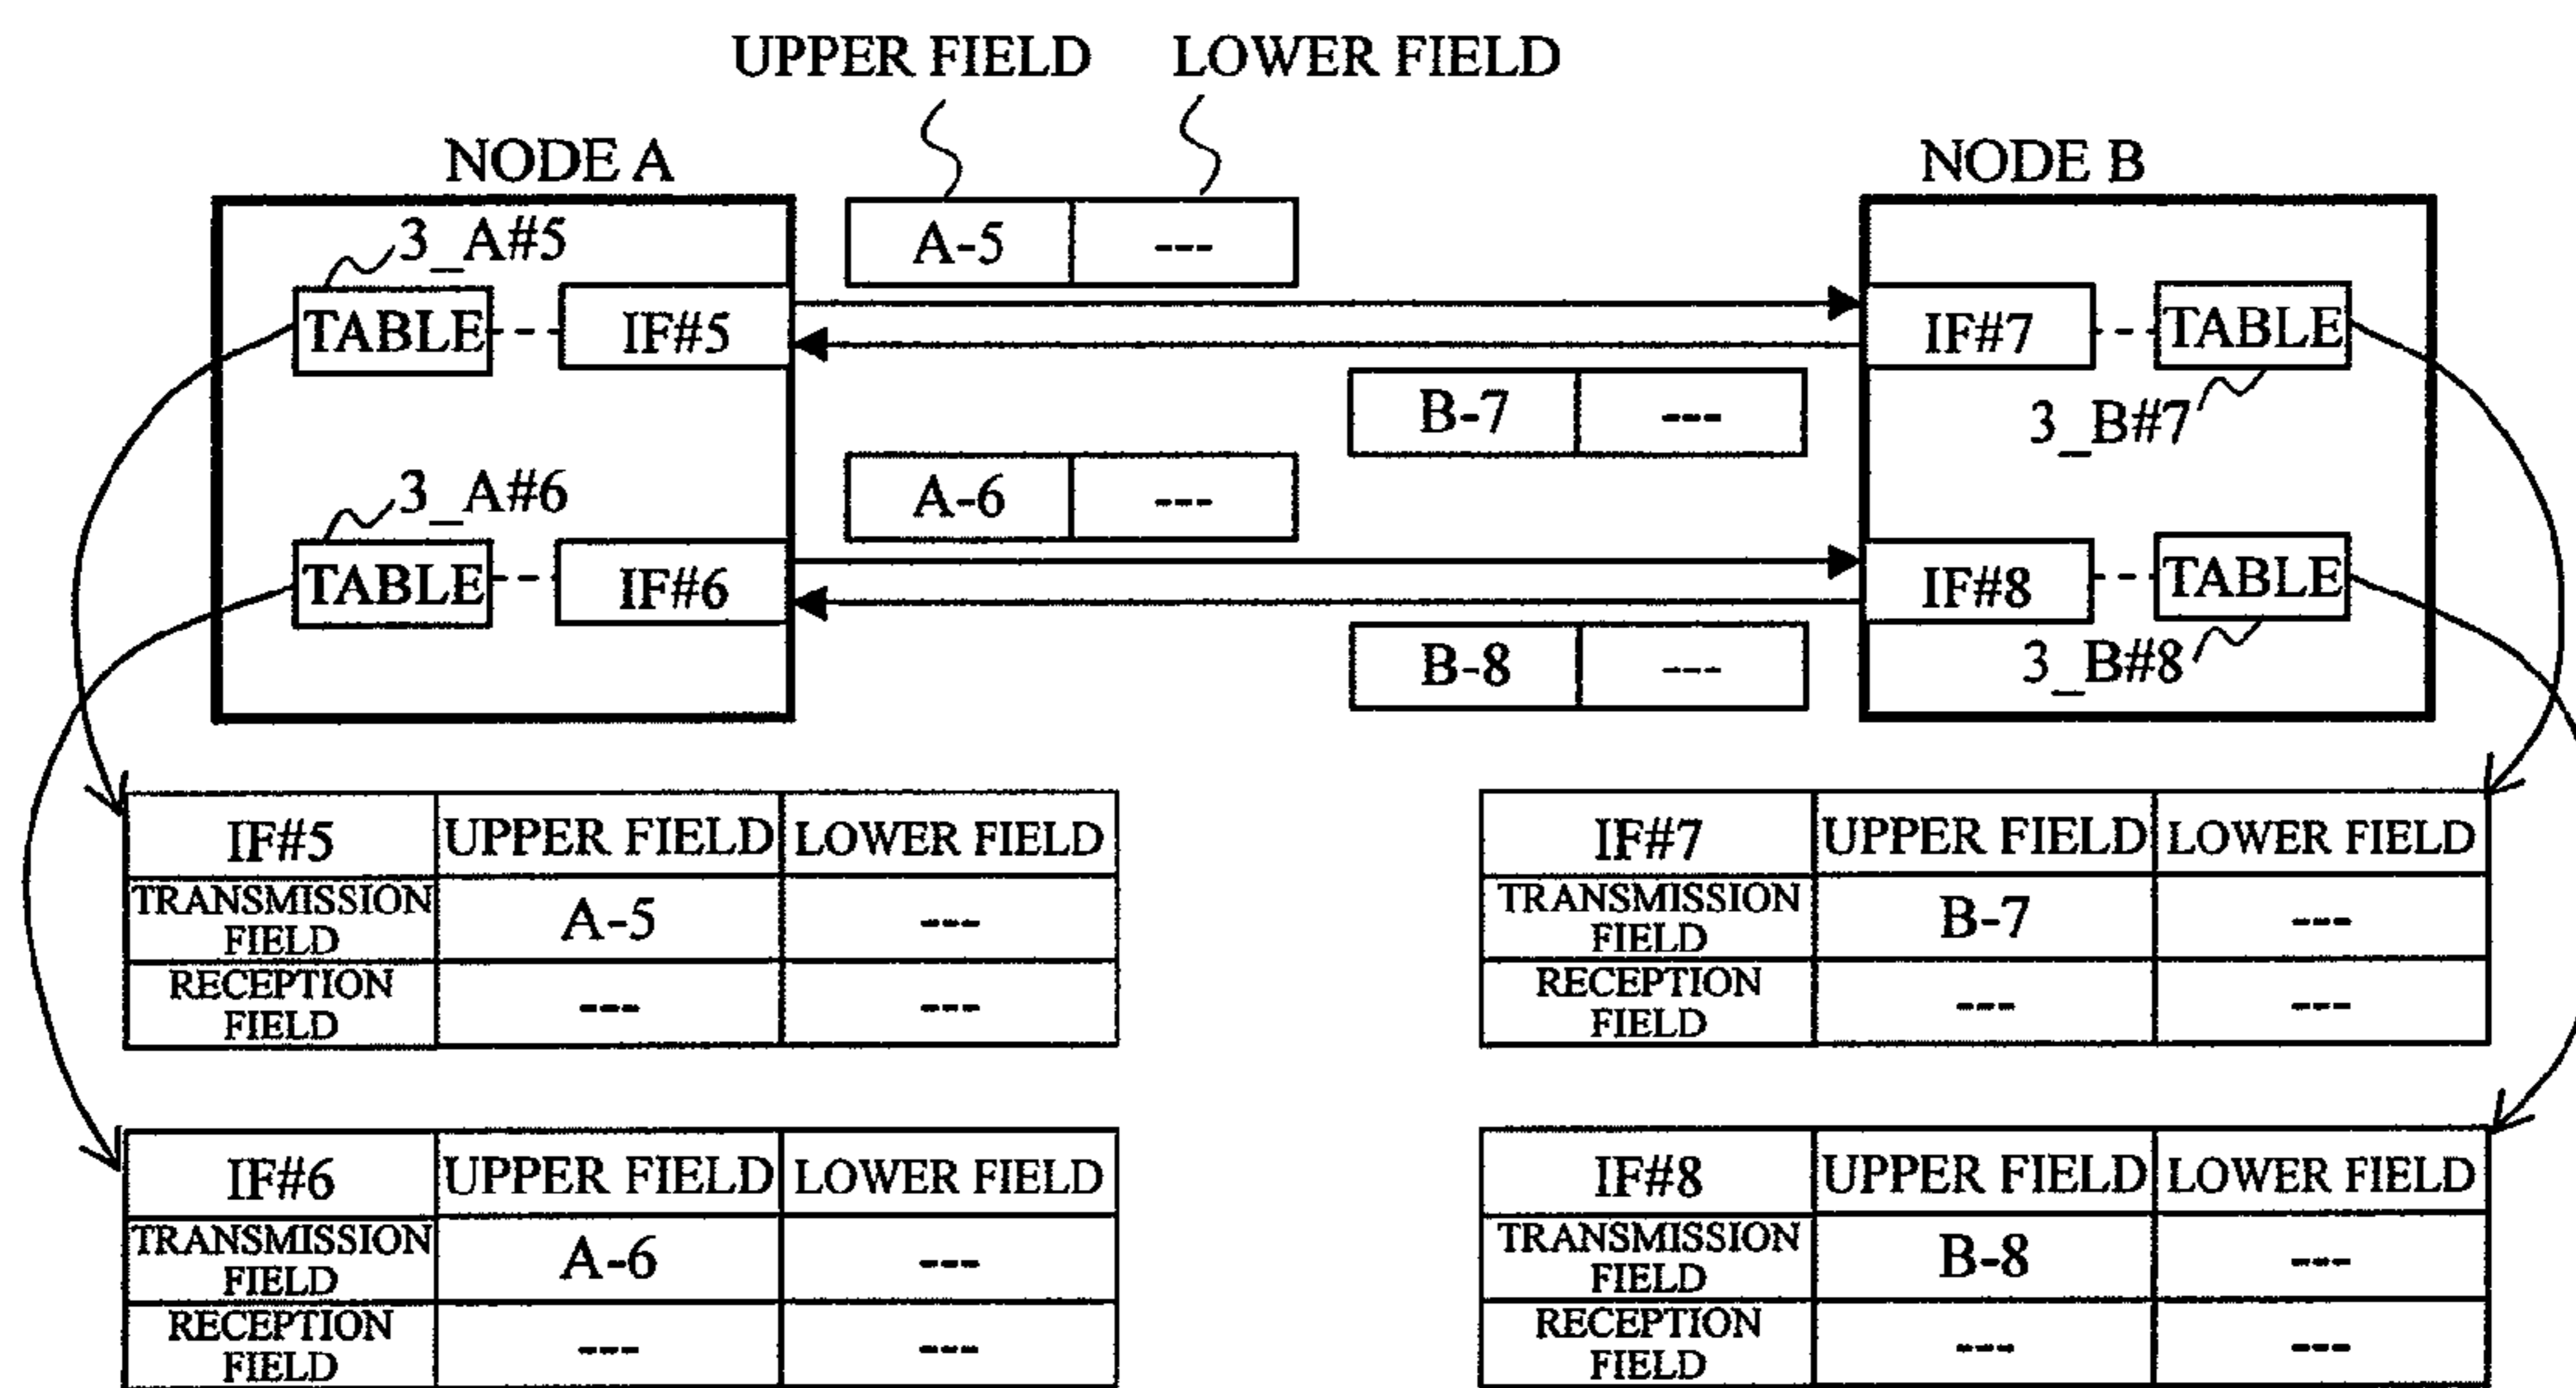 UPPER FIELD LOWER FIELD
NODE A NODE B
3_A#5 A-5 ---
TABLE IF#5 IF#7 TABLE
B-7 --- 3_B#7
3_A#6 A-6 ---
TABLE IF#6 IF#8 TABLE
B-8 --- 3_B#8
IF#5 UPPER FIELD LOWER FIELD
TRANSMISSION
FIELD A-5 ---
RECEPTION
FIELD --- ---
IF#7 UPPER FIELD LOWER FIELD
TRANSMISSION
FIELD B-7 ---
RECEPTION
FIELD --- ---
IF#6 UPPER FIELD LOWER FIELD
TRANSMISSION
FIELD A-6 ---
RECEPTION
FIELD --- ---
IF#8 UPPER FIELD LOWER FIELD
TRANSMISSION
FIELD B-8 ---
RECEPTION
FIELD --- ---